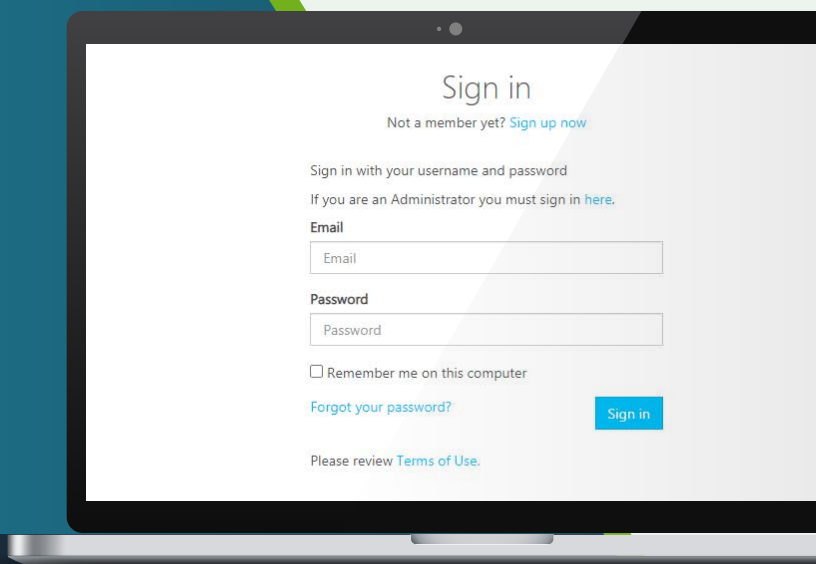 Sign in
Not a member yet? Sign up now
Sign in with your username and password
If you are an Administrator you must sign in here.
Email
Email
Password
Password
Remember me on this computer
Forgot your password?
Sign in
Please review Terms of Use.